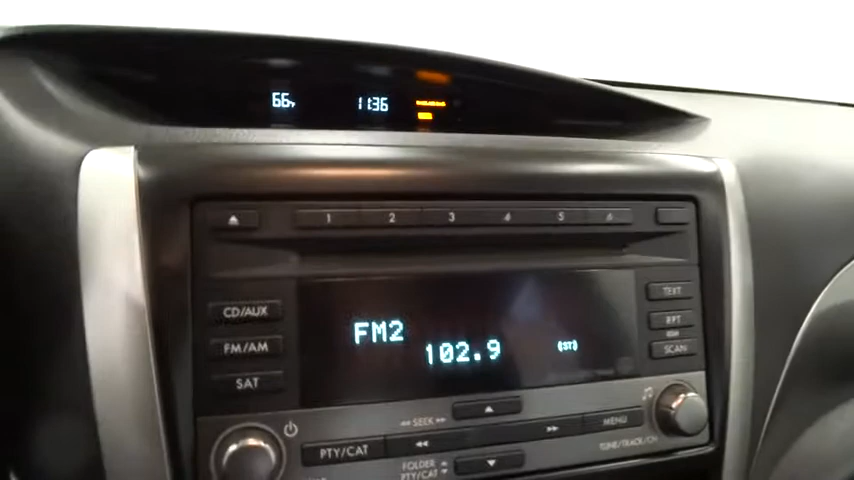 66°F 11:36
1 2 3 4 5 6
TEXT
CD/AUX
RPT
FM/AM
FM2
102.9
(ST)
SCAN
SAT
SEEK
MENU
PTY/CAT
TUNE/TRACK/CH
FOLDER
PTY/CAT